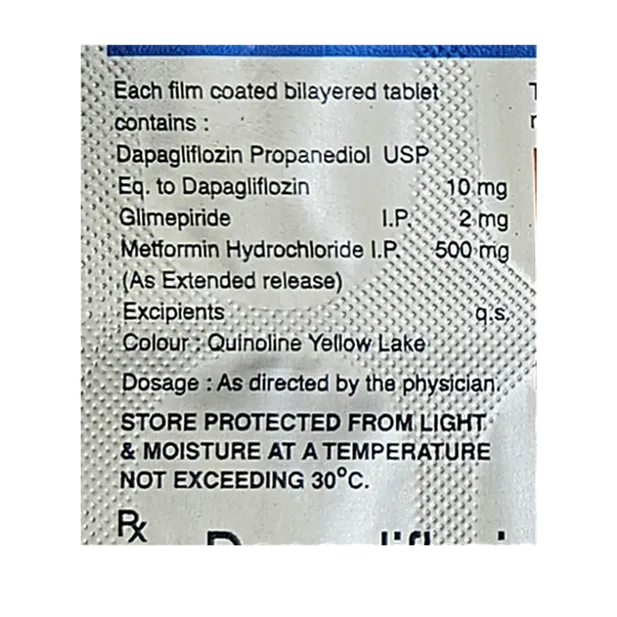 Each film coated bilayered tablet
contains :
Dapagliflozin Propanediol USP
Eq. to Dapagliflozin 10 mg
Glimepiride I.P. 2 mg
Metformin Hydrochloride I.P. 500 mg
(As Extended release)
Excipients q.s.
Colour : Quinoline Yellow Lake
Dosage : As directed by the physician.
STORE PROTECTED FROM LIGHT
& MOISTURE AT A TEMPERATURE
NOT EXCEEDING 30°C.
Rx